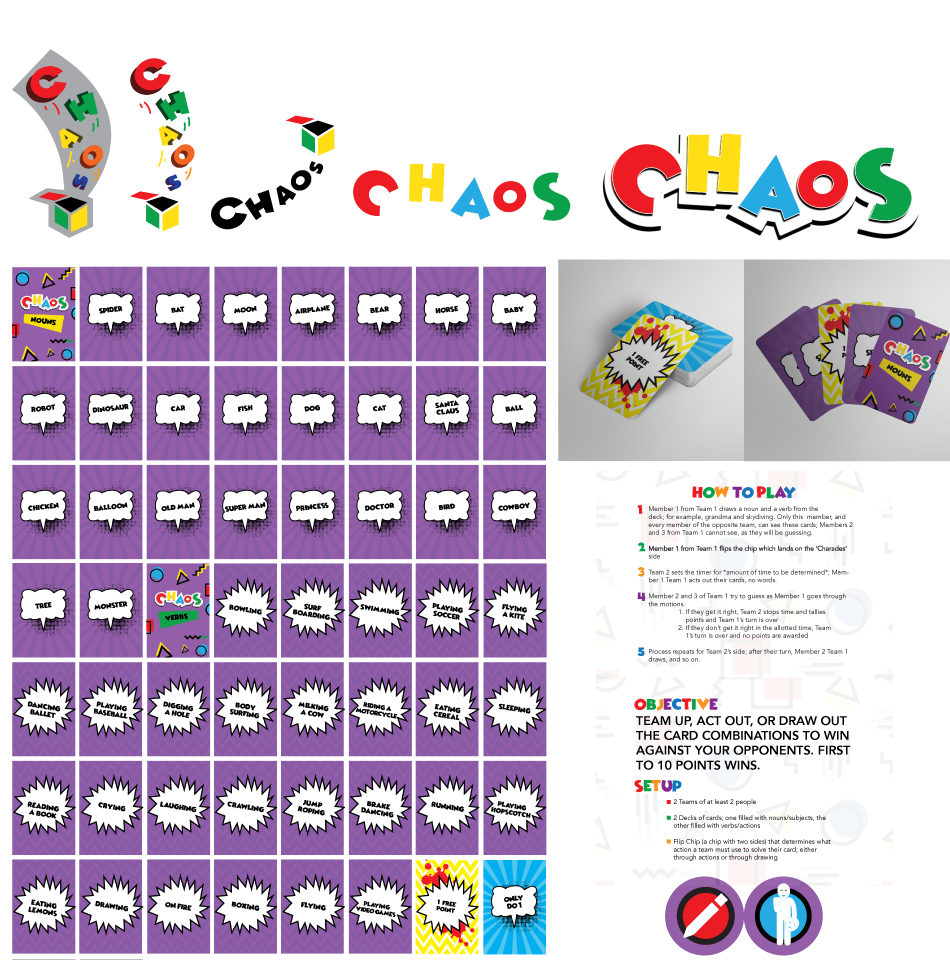 CHAOS
CHAOS
CHAOS
CHAOS
CHAOS
CHAOS
NOUNS
SPIDER
BAT
MOON
AIRPLANE
BEAR
HORSE
BABY
ROBOT
DINOSAUR
CAR
FISH
DOG
CAT
SANTA
CLAUS
BALL
CHICKEN
BALLOON
OLD MAN
SUPER MAN
PRINCESS
DOCTOR
BIRD
COWBOY
TREE
MONSTER
CHAOS
VERBS
BOWLING
SURF
BOARDING
SWIMMING
PLAYING
SOCCER
FLYING
A KITE
DANCING
BALLET
PLAYING
BASEBALL
DIGGING
A HOLE
BODY
SURFING
MILKING
A COW
RIDING A
MOTORCYCLE
EATING
CEREAL
SLEEPING
READING
A BOOK
CRYING
LAUGHING
CRAWLING
JUMP
ROPING
BRAKE
DANCING
RUNNING
PLAYING
HOPSCOTCH
EATING
LEMONS
DRAWING
ON FIRE
BOXING
FLYING
PLAYING
VIDEO GAMES
1 FREE
POINT
ONLY
DO 1
1 FREE
POINT
CHAOS
NOUNS
HOW TO PLAY
1 Member 1 from Team 1 draws a noun and a verb from the
deck; for example, grandma and skydiving. Only this member, and
every member of the opposite team, can see these cards; Members 2
and 3 from Team 1 cannot see, as they will be guessing.
2 Member 1 from Team 1 flips the chip which lands on the 'Charades'
side
3 Team 2 sets the timer for *amount of time to be determined*; Mem-
ber 1 Team 1 acts out their cards, no words.
4 Member 2 and 3 of Team 1 try to guess as Member 1 goes through
the motions.
1. If they get it right, Team 2 stops time and tallies
points and Team 1's turn is over
2. If they don't get it right in the allotted time, Team
1's turn is over and no points are awarded
5 Process repeats for Team 2's side; after their turn, Member 2 Team 1
draws, and so on.
OBJECTIVE
TEAM UP, ACT OUT, OR DRAW OUT
THE CARD COMBINATIONS TO WIN
AGAINST YOUR OPPONENTS. FIRST
TO 10 POINTS WINS.
SETUP
2 Teams of at least 2 people
2 Decks of cards; one filled with nouns/subjects, the
other filled with verbs/actions
Flip Chip (a chip with two sides) that determines what
action a team must use to solve their card; either
through actions or through drawing